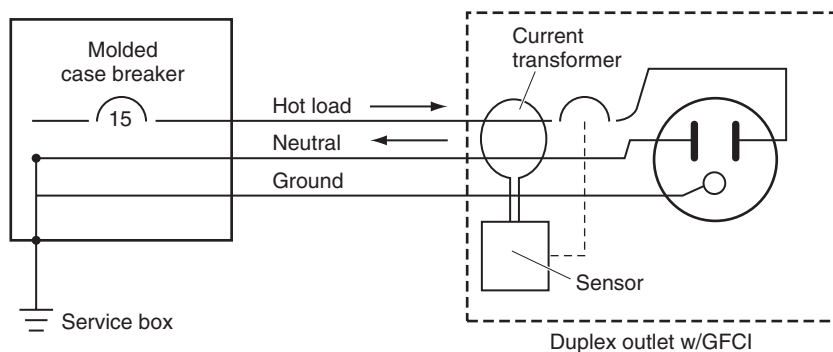 Molded
case breaker
15
Hot load
Neutral
Ground
Service box
Current
transformer
Sensor
Duplex outlet w/GFCI